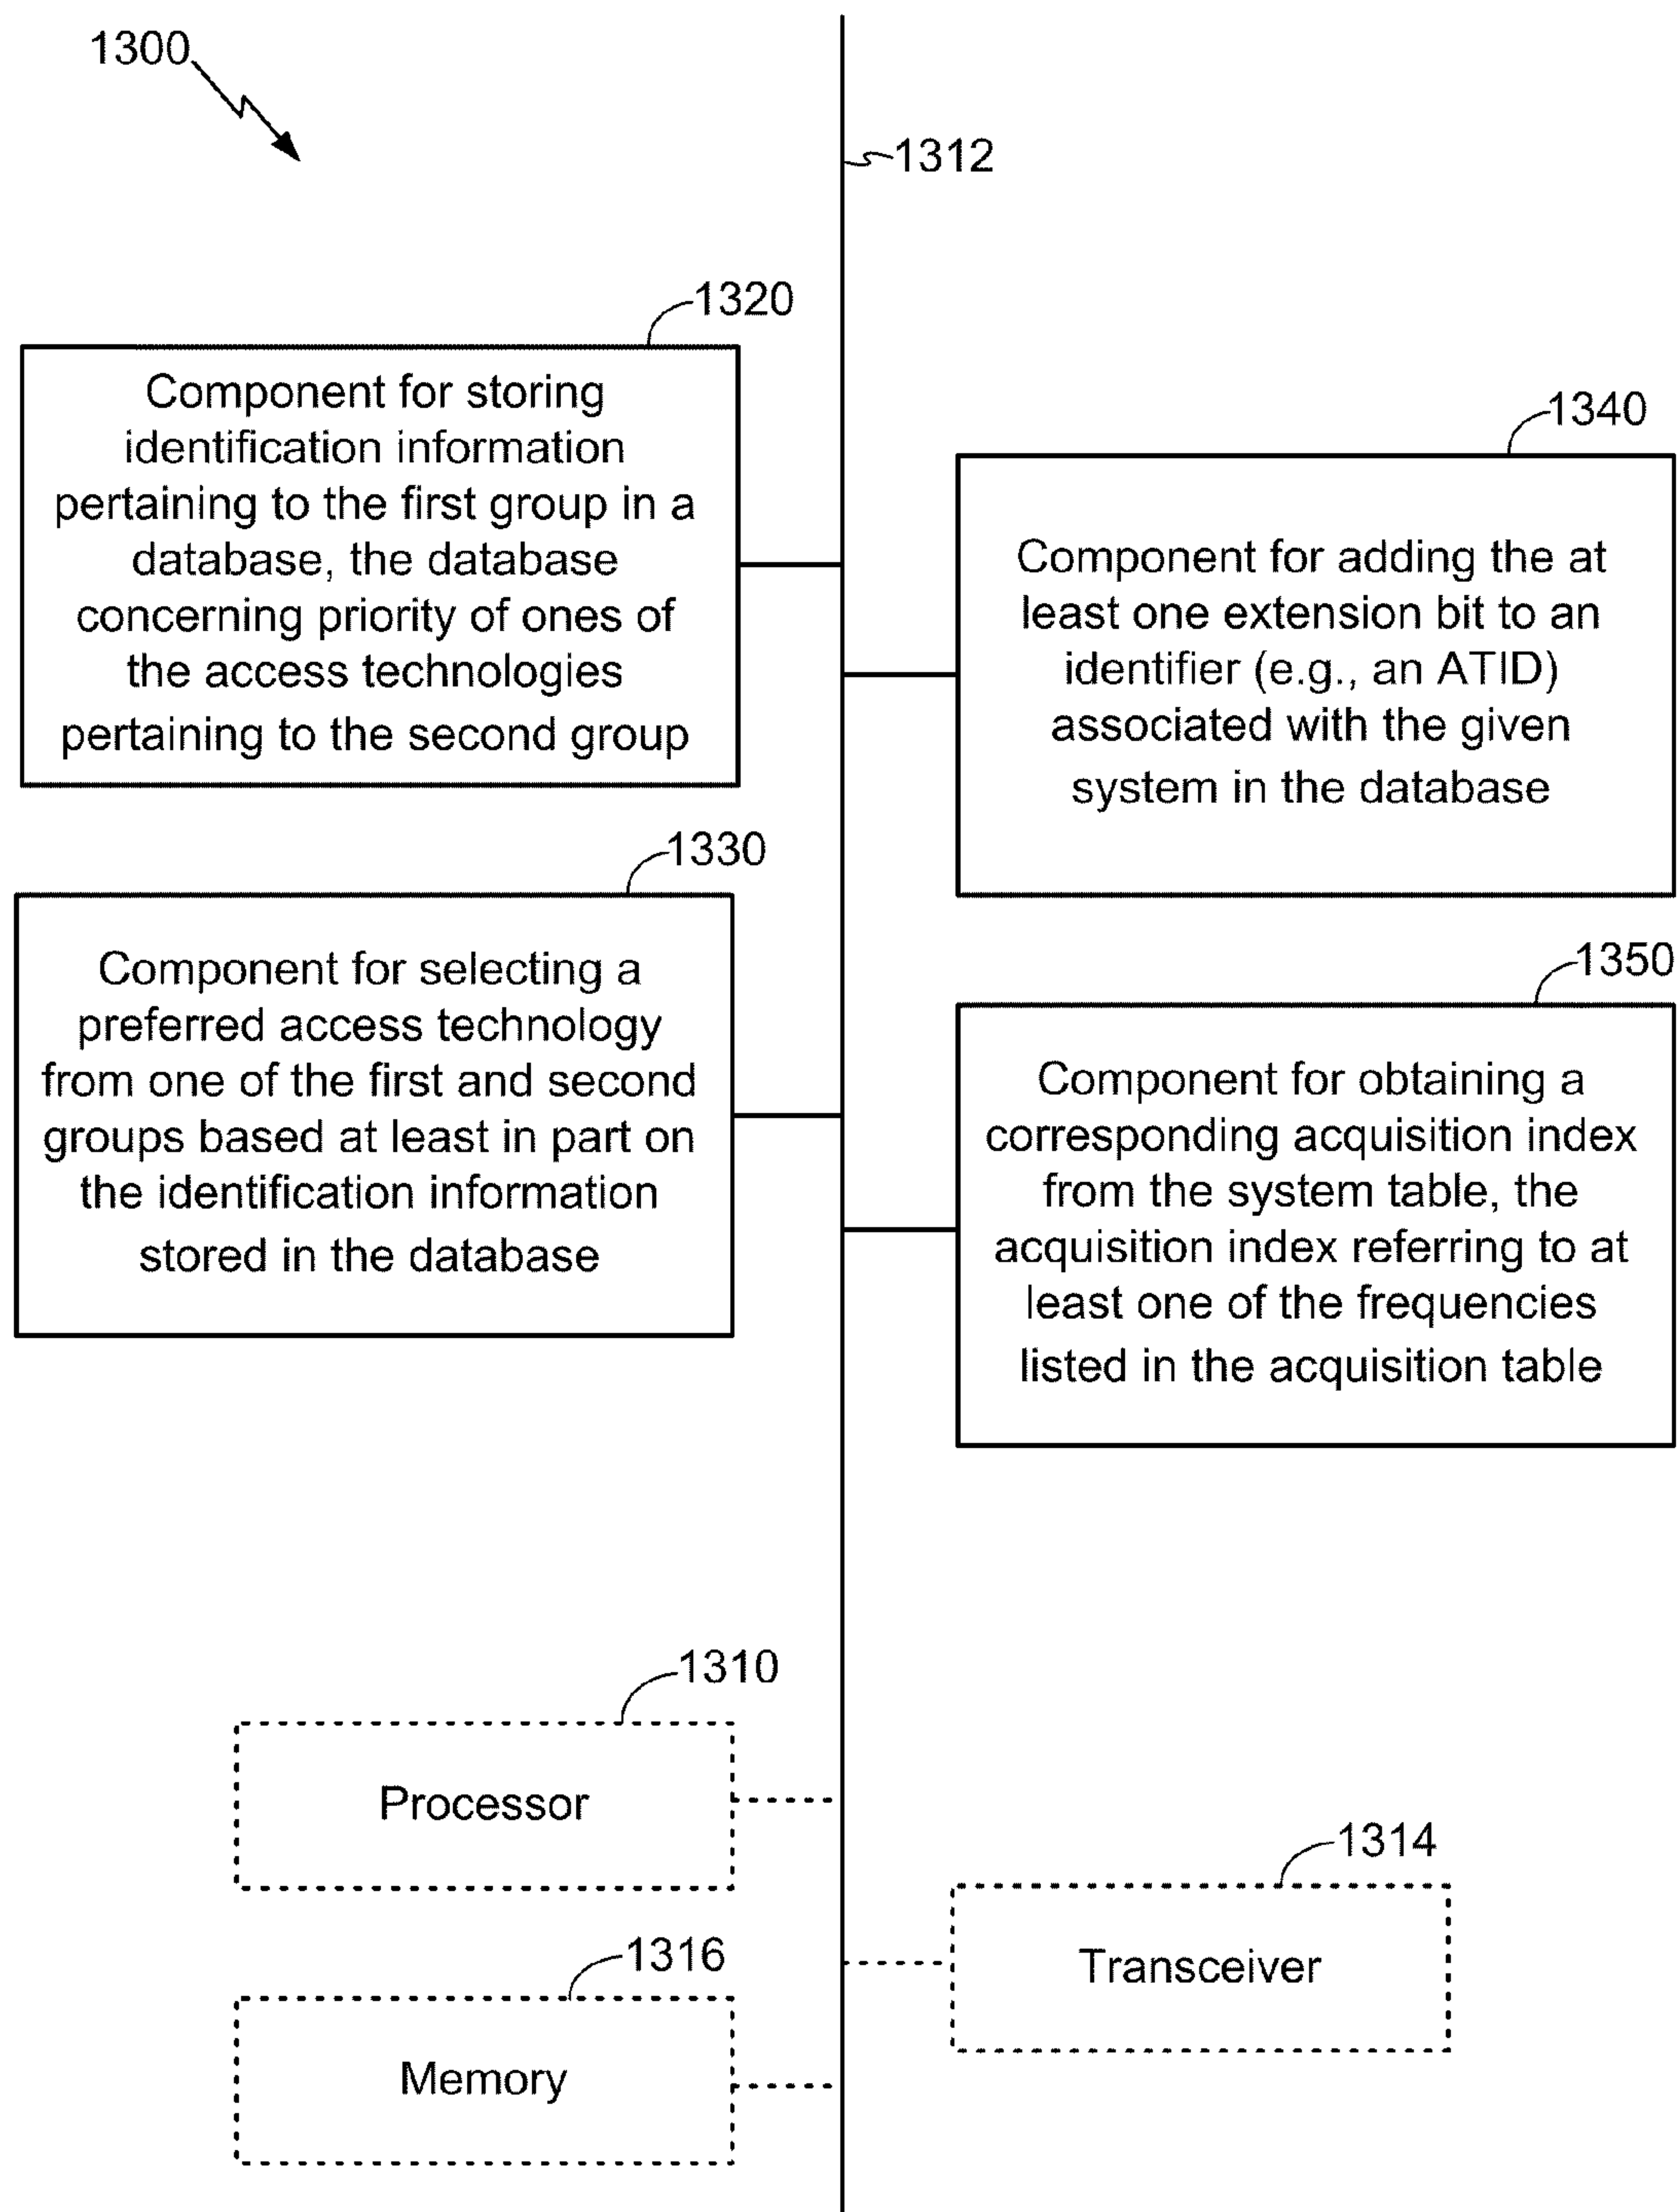 1300
1312
1320
Component for storing
identification information
pertaining to the first group in a
database, the database
concerning priority of ones of
the access technologies
pertaining to the second group
1340
Component for adding the at
least one extension bit to an
identifier (e.g., an ATID)
associated with the given
system in the database
1330
Component for selecting a
preferred access technology
from one of the first and second
groups based at least in part on
the identification information
stored in the database
1350
Component for obtaining a
corresponding acquisition index
from the system table, the
acquisition index referring to at
least one of the frequencies
listed in the acquisition table
1310
Processor
1314
Transceiver
1316
Memory